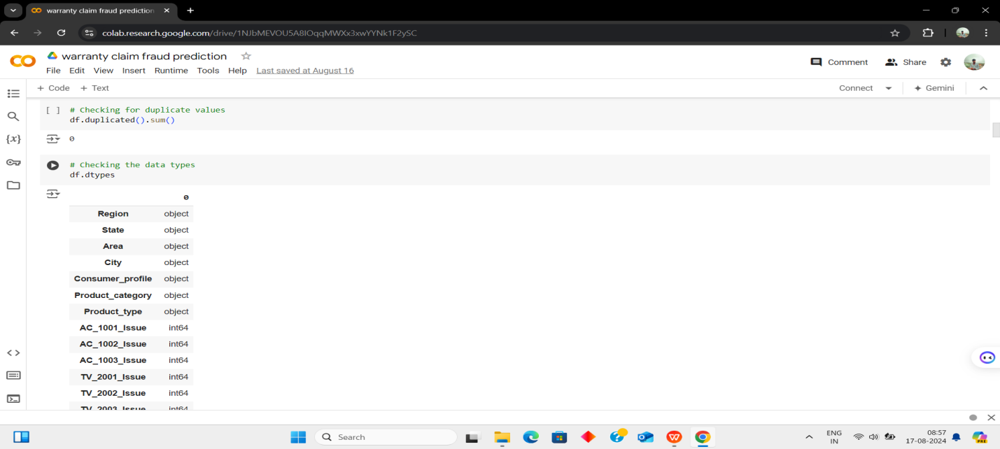 warranty claim fraud prediction
colab.research.google.com/drive/1NJbMEVOU5A8IOqqMWXx3xwYYNk1F2ySC
warranty claim fraud prediction
File Edit View Insert Runtime Tools Help Last saved at August 16
Comment Share
+ Code + Text
Connect Gemini
[ ] # Checking for duplicate values
df.duplicated().sum()
0
# Checking the data types
df.dtypes
0
Region object
State object
Area object
City object
Consumer_profile object
Product_category object
Product_type object
AC_1001_Issue int64
AC_1002_Issue int64
AC_1003_Issue int64
TV_2001_Issue int64
TV_2002_Issue int64
TV_2003_Issue int64
{x}
Search
ENG
IN
08:57
17-08-2024
PRE